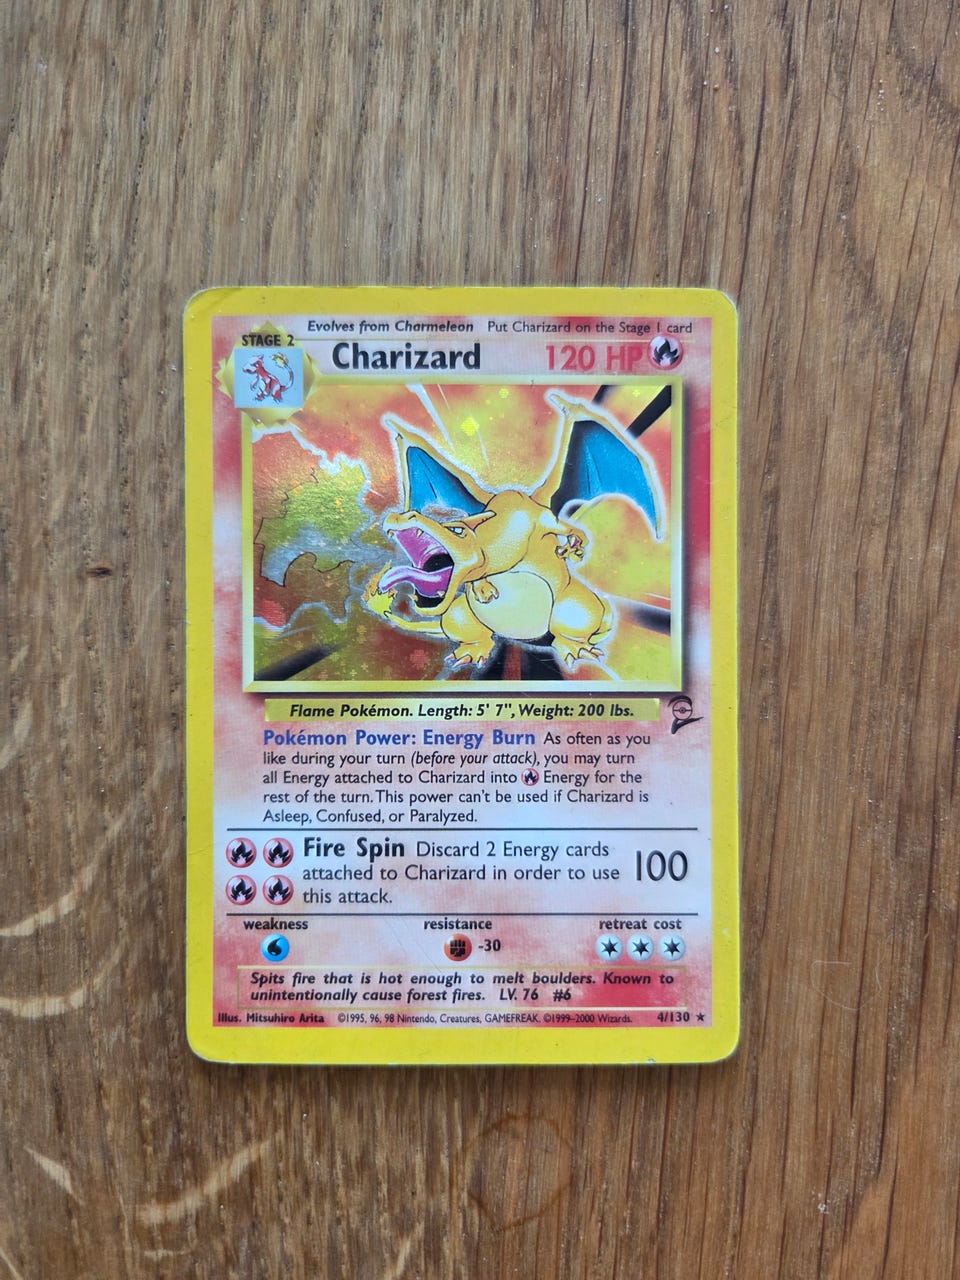 Evolves from Charmeleon Put Charizard on the Stage 1 card
STAGE 2
Charizard 120 HP
Flame Pokémon. Length: 5' 7", Weight: 200 lbs.
Pokémon Power: Energy Burn As often as you
like during your turn (before your attack), you may turn
all Energy attached to Charizard into Energy for the
rest of the turn. This power can't be used if Charizard is
Asleep, Confused, or Paralyzed.
Fire Spin Discard 2 Energy cards
attached to Charizard in order to use
this attack.
100
weakness resistance retreat cost
-30
Spits fire that is hot enough to melt boulders. Known to
unintentionally cause forest fires. LV. 76 #6
Illus. Mitsuhiro Arita ©1995, 96, 98 Nintendo, Creatures, GAMEFREAK. ©1999–2000 Wizards. 4/130 ★